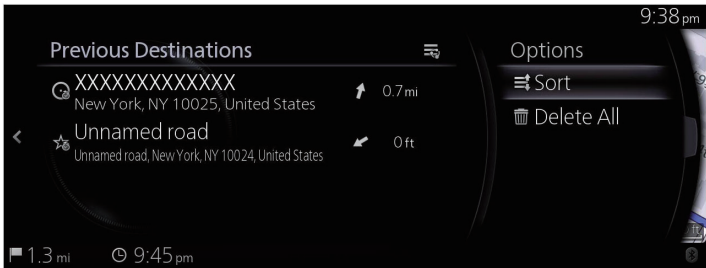 9:38 pm
Previous Destinations
Options
XXXXXXXXXXXXX
New York, NY 10025, United States
0.7 mi
Sort
Unnamed road
Unnamed road, New York, NY 10024, United States
0 ft
Delete All
1.3 mi
9:45 pm
ft